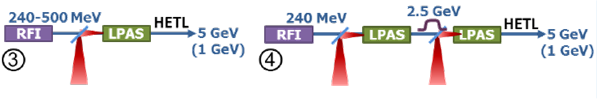 240-500 MeV
RFI
LPAS
HETL
5 GeV
(1 GeV)
③
240 MeV
RFI
LPAS
2.5 GeV
LPAS
HETL
5 GeV
(1 GeV)
④